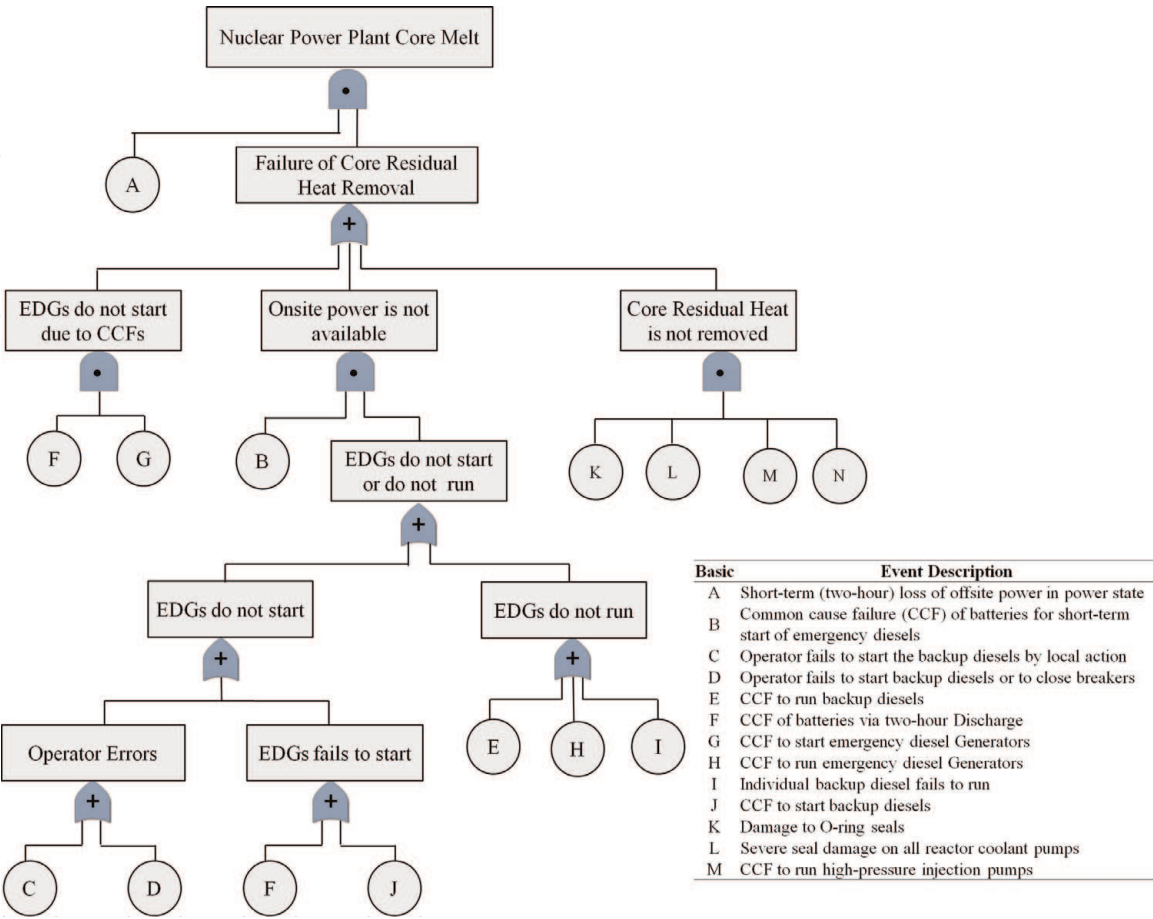 Nuclear Power Plant Core Melt
•
A
Failure of Core Residual
Heat Removal
+
EDGs do not start
due to CCFs
Onsite power is not
available
Core Residual Heat
is not removed
•
•
•
F
G
B
EDGs do not start
or do not run
K
L
M
N
+
EDGs do not start
EDGs do not run
+
+
Operator Errors
EDGs fails to start
E
H
I
+
+
C
D
F
J
Basic Event Description
A Short-term (two-hour) loss of offsite power in power state
B Common cause failure (CCF) of batteries for short-term
start of emergency diesels
C Operator fails to start the backup diesels by local action
D Operator fails to start backup diesels or to close breakers
E CCF to run backup diesels
F CCF of batteries via two-hour Discharge
G CCF to start emergency diesel Generators
H CCF to run emergency diesel Generators
I Individual backup diesel fails to run
J CCF to start backup diesels
K Damage to O-ring seals
L Severe seal damage on all reactor coolant pumps
M CCF to run high-pressure injection pumps